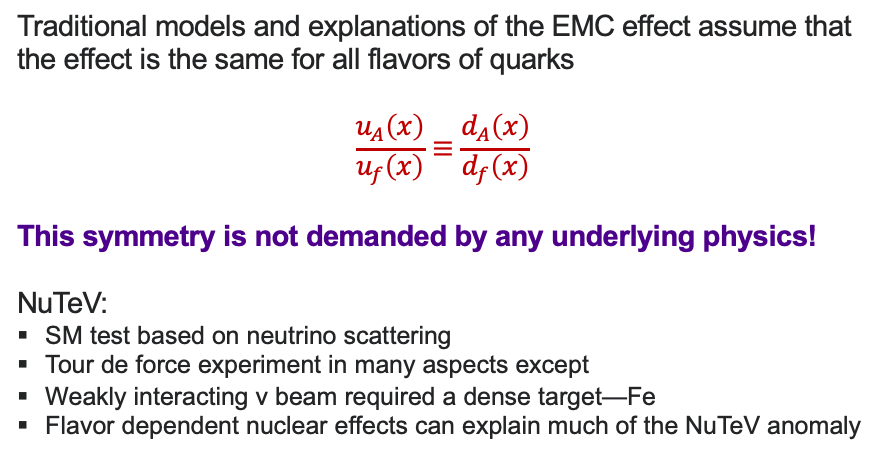 Traditional models and explanations of the EMC effect assume that
the effect is the same for all flavors of quarks
u_A(x)/u_f(x) ≡ d_A(x)/d_f(x)
This symmetry is not demanded by any underlying physics!
NuTeV:
▪ SM test based on neutrino scattering
▪ Tour de force experiment in many aspects except
▪ Weakly interacting v beam required a dense target—Fe
▪ Flavor dependent nuclear effects can explain much of the NuTeV anomaly